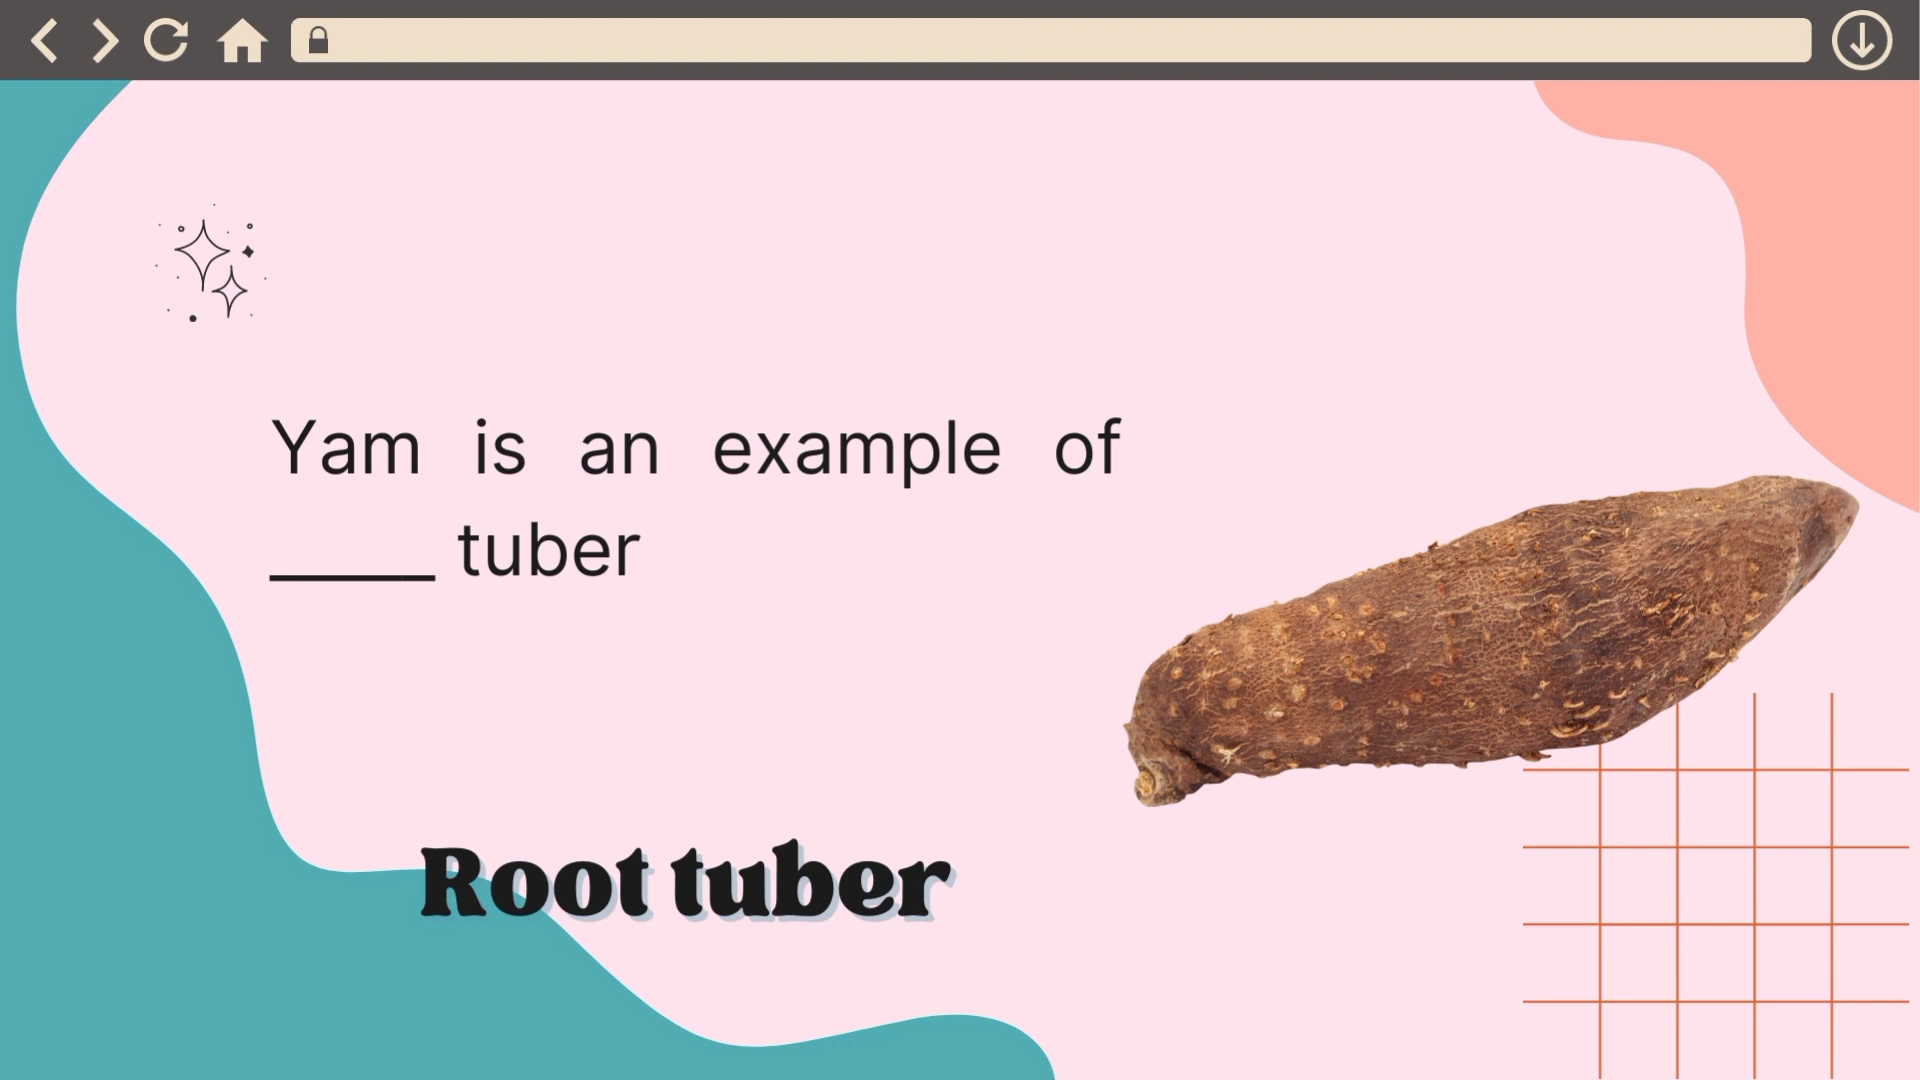 Yam is an example of
_____ tuber
Root tuber